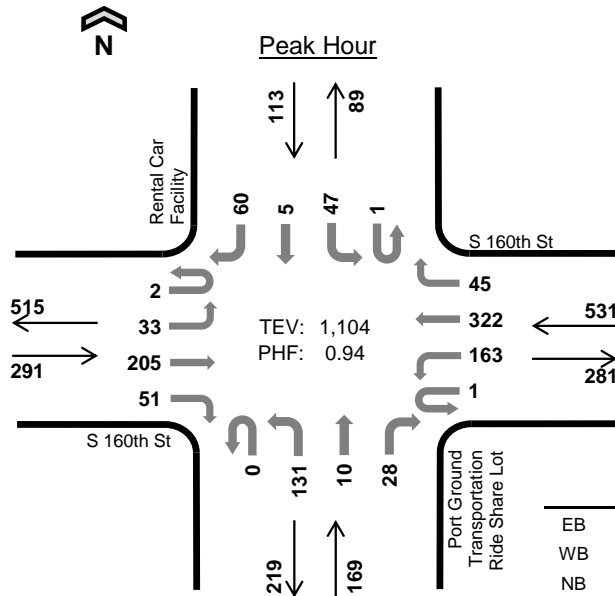 N
Peak Hour
113
89
Rental Car
Facility
60
5
47
1
S 160th St
2
45
515
33
322
531
TEV: 1,104
PHF: 0.94
291
205
163
281
51
1
S 160th St
0
131
10
28
Port Ground
Transportation
Ride Share Lot
219
169
EB
WB
NB